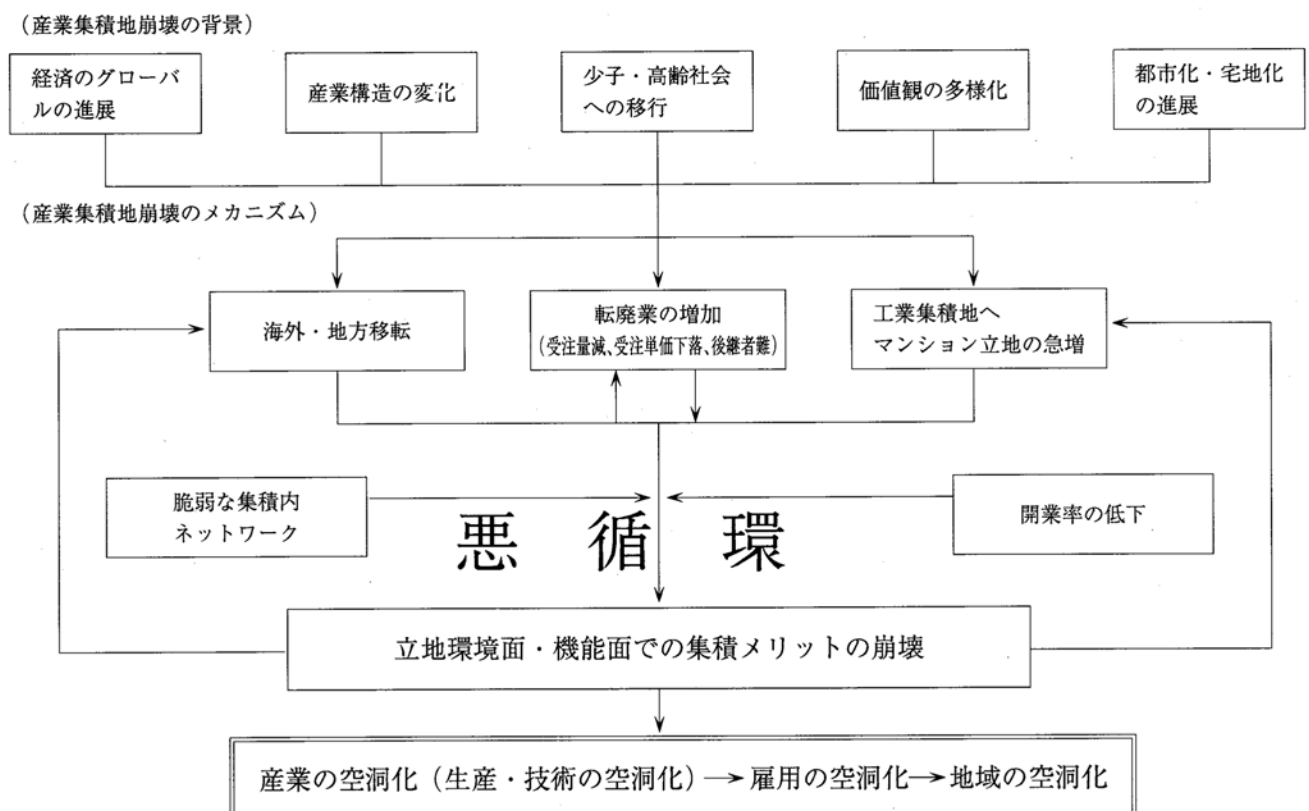 (産業集積地崩壊の背景)
経済のグローバ
ルの進展
産業構造の変化
少子・高齢社会
への移行
価値観の多様化
都市化・宅地化
の進展
(産業集積地崩壊のメカニズム)
海外・地方移転
転廃業の増加
(受注量減、受注単価下落、後継者難)
工業集積地へ
マンション立地の急増
脆弱な集積内
ネットワーク
開業率の低下
悪循環
立地環境面・機能面での集積メリットの崩壊
産業の空洞化(生産・技術の空洞化)→雇用の空洞化→地域の空洞化